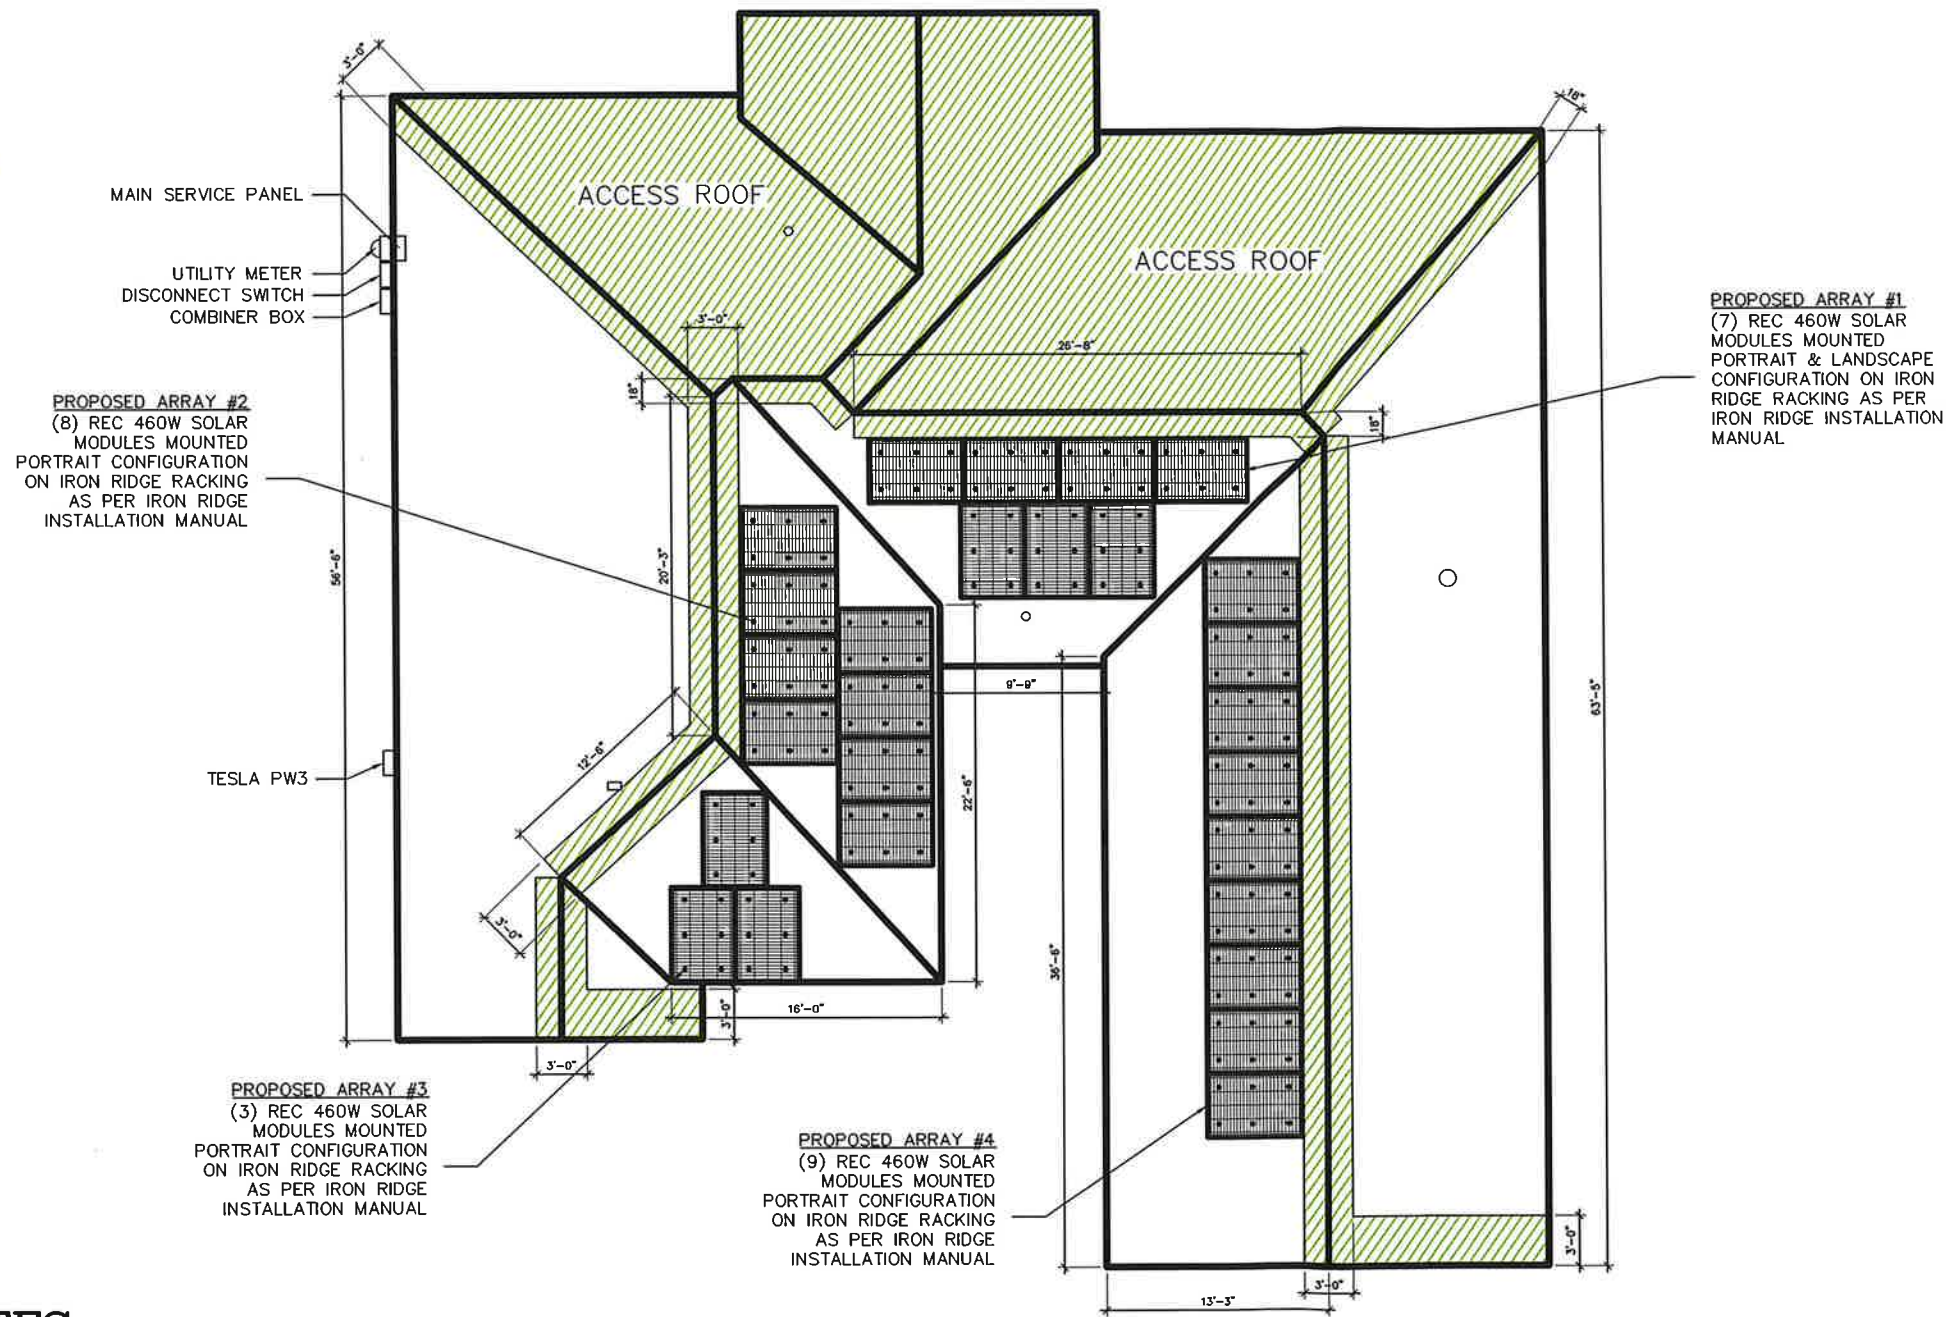 3'-0"
18"
ACCESS ROOF
MAIN SERVICE PANEL
ACCESS ROOF
UTILITY METER
DISCONNECT SWITCH
COMBINER BOX
PROPOSED ARRAY #1
(7) REC 460W SOLAR
MODULES MOUNTED
PORTRAIT & LANDSCAPE
CONFIGURATION ON IRON
RIDGE RACKING AS PER
IRON RIDGE INSTALLATION
MANUAL
3'-0"
26'-8"
18"
18"
PROPOSED ARRAY #2
(8) REC 460W SOLAR
MODULES MOUNTED
PORTRAIT CONFIGURATION
ON IRON RIDGE RACKING
AS PER IRON RIDGE
INSTALLATION MANUAL
56'-6"
20'-3"
9'-9"
63'-5"
12'-6"
TESLA PW3
22'-6"
3'-0"
36'-6"
16'-0"
3'-0"
3'-0"
PROPOSED ARRAY #3
(3) REC 460W SOLAR
MODULES MOUNTED
PORTRAIT CONFIGURATION
ON IRON RIDGE RACKING
AS PER IRON RIDGE
INSTALLATION MANUAL
PROPOSED ARRAY #4
(9) REC 460W SOLAR
MODULES MOUNTED
PORTRAIT CONFIGURATION
ON IRON RIDGE RACKING
AS PER IRON RIDGE
INSTALLATION MANUAL
3'-0"
3'-0"
13'-3"